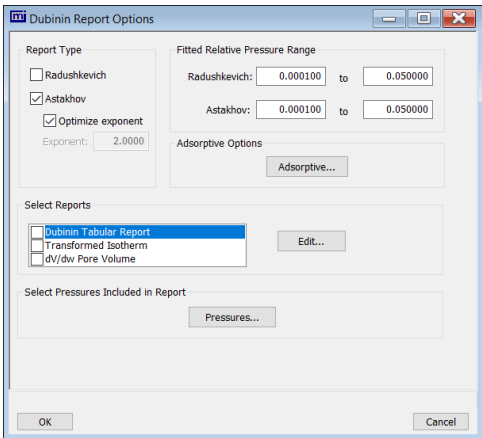 Dubinin Report Options
Report Type
Radushkevich
Astakhov
Optimize exponent
Exponent: 2.0000
Fitted Relative Pressure Range
Radushkevich: 0.000100 to 0.050000
Astakhov: 0.000100 to 0.050000
Adsorptive Options
Adsorptive...
Select Reports
Dubinin Tabular Report
Transformed Isotherm
dV/dw Pore Volume
Edit...
Select Pressures Included in Report
Pressures...
OK Cancel